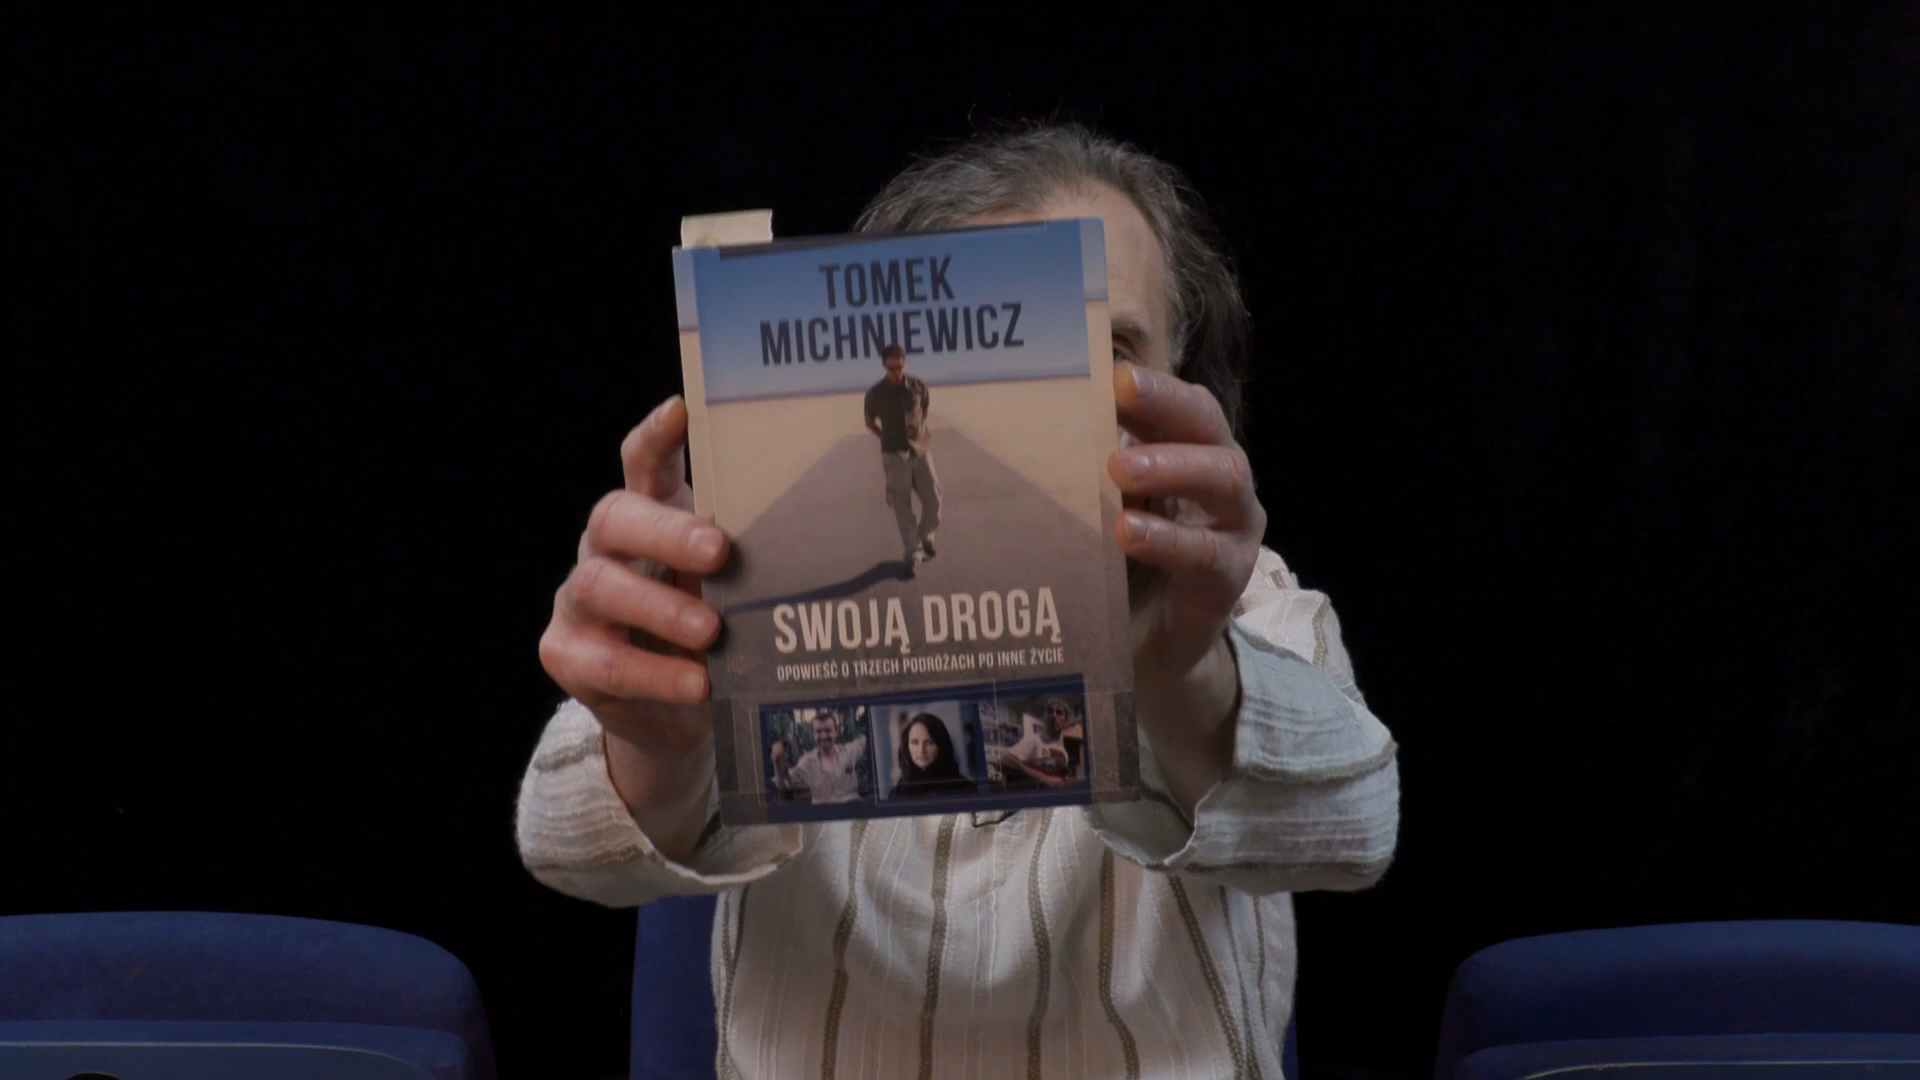 TOMEK
MICHNIEWICZ
SWOJĄ DROGĄ
OPOWIEŚĆ O TRZECH PODRÓŻACH PO INNE ŻYCIE